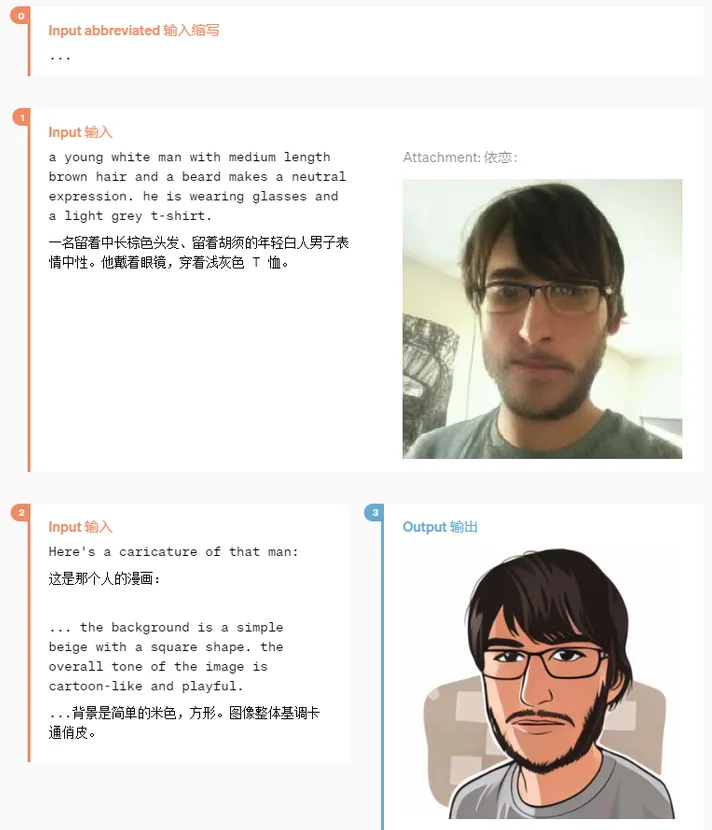 0
Input abbreviated 输入缩写
...
1
Input 输入
a young white man with medium length
brown hair and a beard makes a neutral
expression. he is wearing glasses and
a light grey t-shirt.
一名留着中长棕色头发、留着胡须的年轻白人男子表
情中性。他戴着眼镜，穿着浅灰色 T 恤。
Attachment: 依恋：
2
Input 输入
Here's a caricature of that man:
这是那个人的漫画：
... the background is a simple
beige with a square shape. the
overall tone of the image is
cartoon-like and playful.
...背景是简单的米色，方形。图像整体基调卡
通俏皮。
3
Output 输出